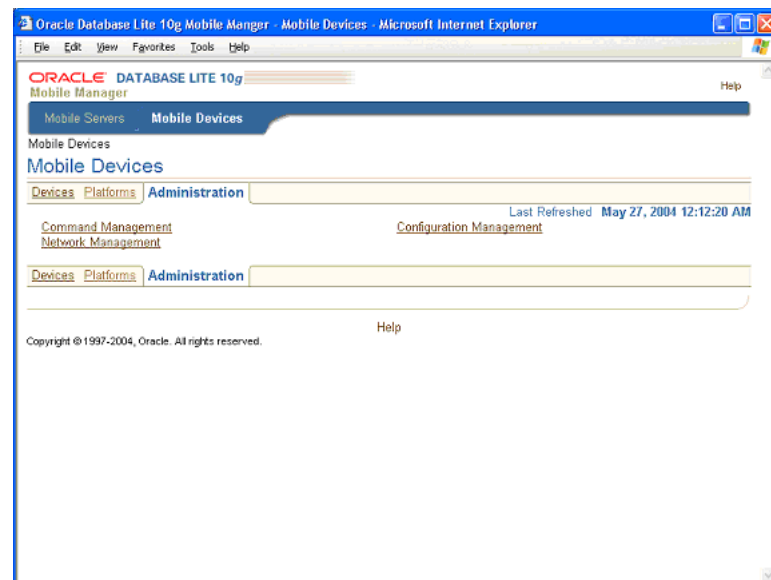 Oracle Database Lite 10g Mobile Manger - Mobile Devices - Microsoft Internet Explorer
File Edit View Favorites Tools Help
ORACLE DATABASE LITE 10g
Mobile Manager
Help
Mobile Servers Mobile Devices
Mobile Devices
Mobile Devices
Devices Platforms Administration
Last Refreshed May 27, 2004 12:12:20 AM
Command Management Configuration Management
Network Management
Devices Platforms Administration
Help
Copyright © 1997-2004, Oracle. All rights reserved.